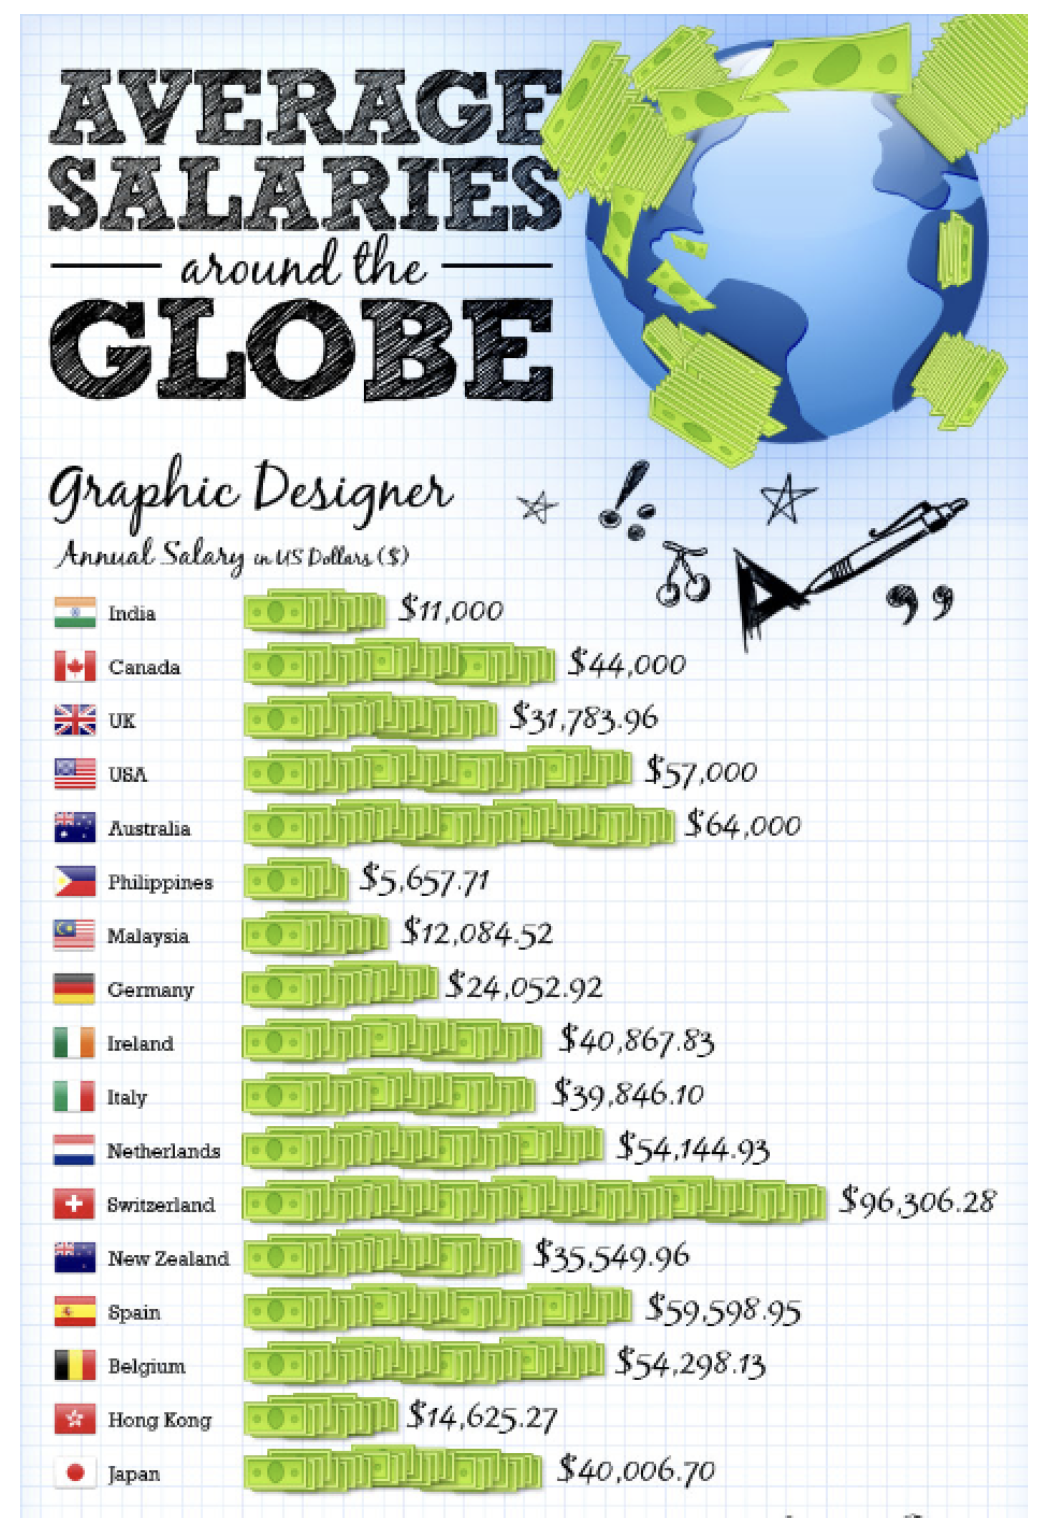 AVERAGE
SALARIES
around the
GLOBE
Graphic Designer
Annual Salary in US Dollars ($)
India $11,000
Canada $44,000
UK $31,783.96
USA $57,000
Australia $64,000
Philippines $5,657.71
Malaysia $12,084.52
Germany $24,052.92
Ireland $40,867.83
Italy $39,846.10
Netherlands $54,144.93
Switzerland $96,306.28
New Zealand $35,549.96
Spain $59,598.95
Belgium $54,298.13
Hong Kong $14,625.27
Japan $40,006.70